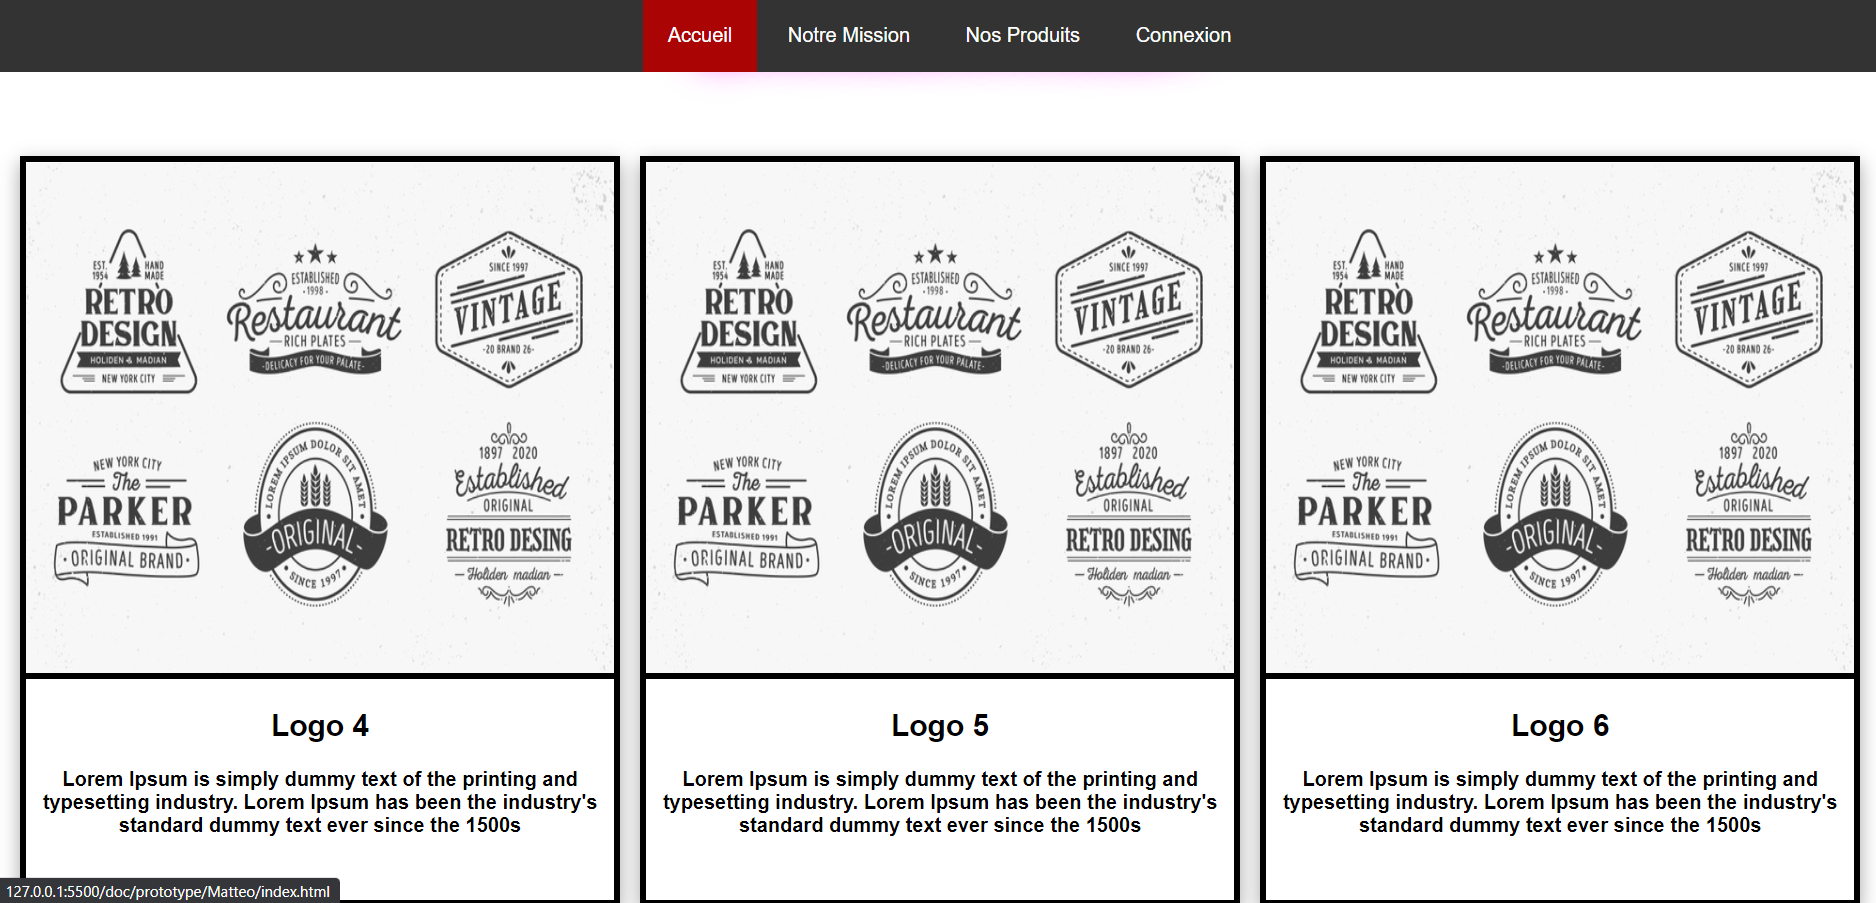 Accueil Notre Mission Nos Produits Connexion
EST. 1954 HAND MADE
RETRÒ
DESIGN
HOLIDEN & MADIAN
NEW YORK CITY
ESTABLISHED
·1998·
Restaurant
RICH PLATES
·DELICACY FOR YOUR PALATE·
SINCE 1997
VINTAGE
·20 BRAND 26·
NEW YORK CITY
The
PARKER
ESTABLISHED 1991
·ORIGINAL BRAND·
LOREM IPSUM DOLOR SIT AMET
-ORIGINAL-
SINCE 1997
1897 2020
Established
ORIGINAL
RETRO DESING
Holiden madian
EST. 1954 HAND MADE
RETRÒ
DESIGN
HOLIDEN & MADIAN
NEW YORK CITY
ESTABLISHED
·1998·
Restaurant
RICH PLATES
·DELICACY FOR YOUR PALATE·
SINCE 1997
VINTAGE
·20 BRAND 26·
NEW YORK CITY
The
PARKER
ESTABLISHED 1991
·ORIGINAL BRAND·
LOREM IPSUM DOLOR SIT AMET
-ORIGINAL-
SINCE 1997
1897 2020
Established
ORIGINAL
RETRO DESING
Holiden madian
EST. 1954 HAND MADE
RETRÒ
DESIGN
HOLIDEN & MADIAN
NEW YORK CITY
ESTABLISHED
·1998·
Restaurant
RICH PLATES
·DELICACY FOR YOUR PALATE·
SINCE 1997
VINTAGE
·20 BRAND 26·
NEW YORK CITY
The
PARKER
ESTABLISHED 1991
·ORIGINAL BRAND·
LOREM IPSUM DOLOR SIT AMET
-ORIGINAL-
SINCE 1997
1897 2020
Established
ORIGINAL
RETRO DESING
Holiden madian
Logo 4
Lorem Ipsum is simply dummy text of the printing and
typesetting industry. Lorem Ipsum has been the industry's
standard dummy text ever since the 1500s
Logo 5
Lorem Ipsum is simply dummy text of the printing and
typesetting industry. Lorem Ipsum has been the industry's
standard dummy text ever since the 1500s
Logo 6
Lorem Ipsum is simply dummy text of the printing and
typesetting industry. Lorem Ipsum has been the industry's
standard dummy text ever since the 1500s
127.0.0.1:5500/doc/prototype/Matteo/index.html